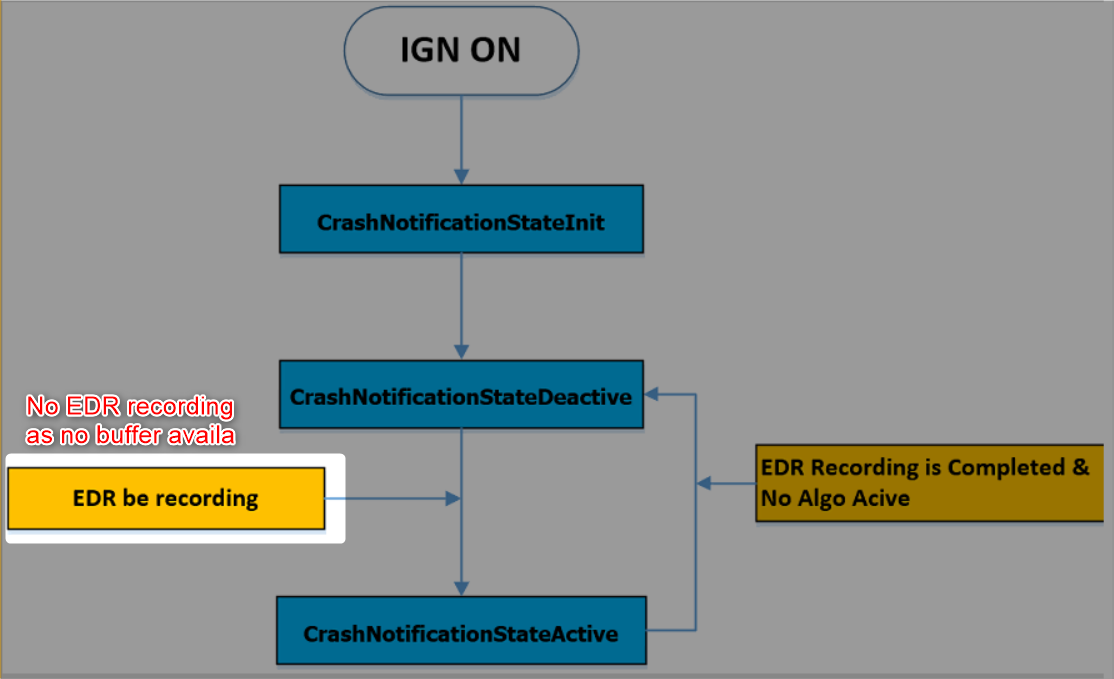 IGN ON
CrashNotificationStateInit
CrashNotificationStateDeactive
No EDR recording
as no buffer availa
EDR be recording
EDR Recording is Completed &
No Algo Acive
CrashNotificationStateActive